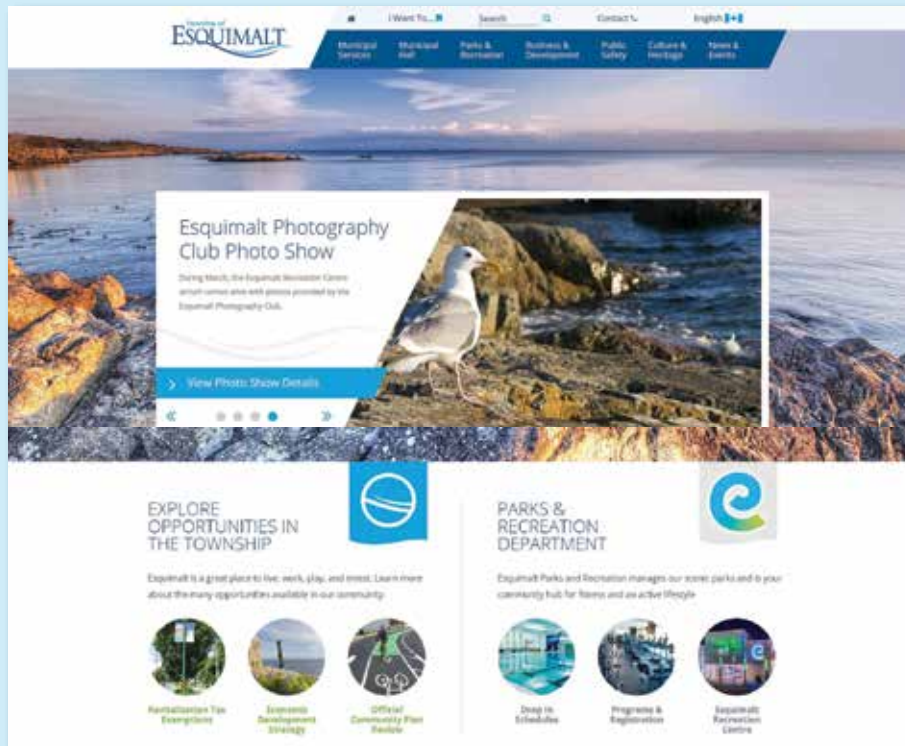 Township of
ESQUIMALT
I Want To...
Search
Contact
English
Municipal Services
Municipal Hall
Parks & Recreation
Business & Development
Public Safety
Culture & Heritage
News & Events
Esquimalt Photography
Club Photo Show
During March, the Esquimalt Recreation Centre
atrium comes alive with photos provided by the
Esquimalt Photography Club.
View Photo Show Details
EXPLORE
OPPORTUNITIES IN
THE TOWNSHIP
Esquimalt is a great place to live, work, play, and invest. Learn more
about the many opportunities available in our community.
Revitalization Tax
Exemptions
Economic
Development
Strategy
Official
Community Plan
Review
PARKS &
RECREATION
DEPARTMENT
Esquimalt Parks and Recreation manages our scenic parks and is your
community hub for fitness and an active lifestyle
Drop In
Schedules
Programs &
Registration
Esquimalt
Recreation
Centre